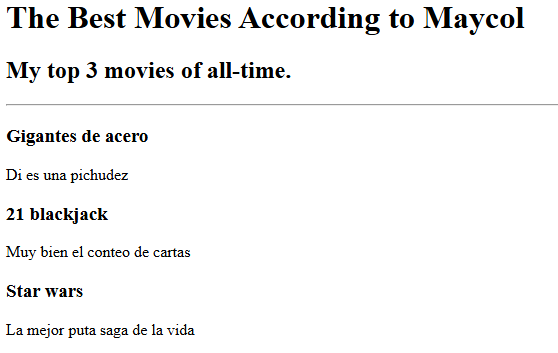 The Best Movies According to Maycol
My top 3 movies of all-time.
Gigantes de acero
Di es una pichudez
21 blackjack
Muy bien el conteo de cartas
Star wars
La mejor puta saga de la vida